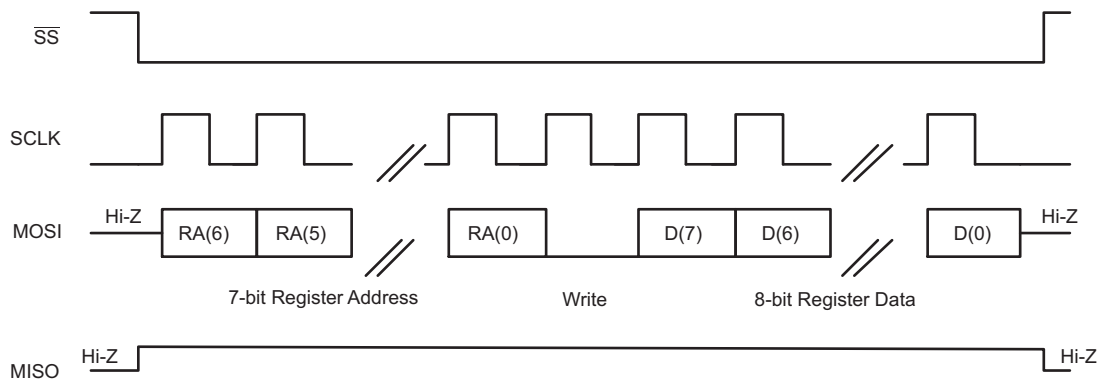 SS
SCLK
Hi-Z
Hi-Z
MOSI
RA(6)
RA(5)
RA(0)
D(7)
D(6)
D(0)
7-bit Register Address
Write
8-bit Register Data
Hi-Z
Hi-Z
MISO